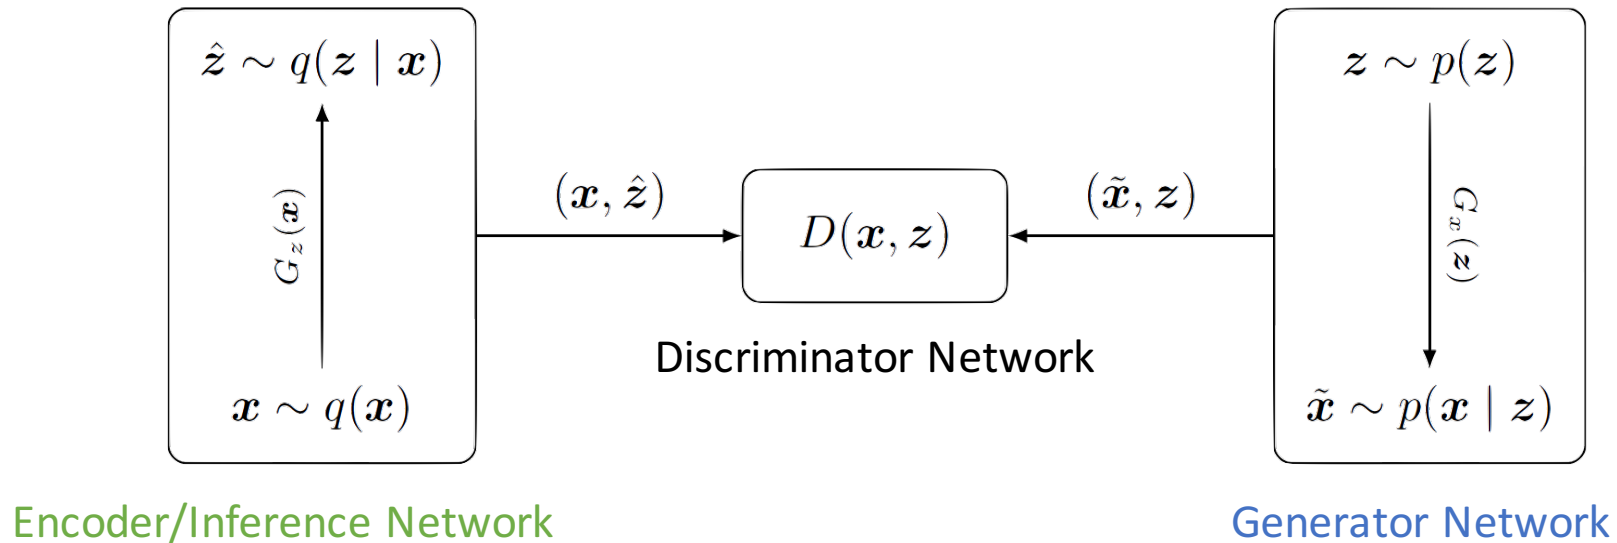 ẑ ∼ q(z | x)
G_z(x)
x ∼ q(x)
Encoder/Inference Network
(x, ẑ)
D(x, z)
Discriminator Network
(x̃, z)
z ∼ p(z)
G_x(z)
x̃ ∼ p(x | z)
Generator Network